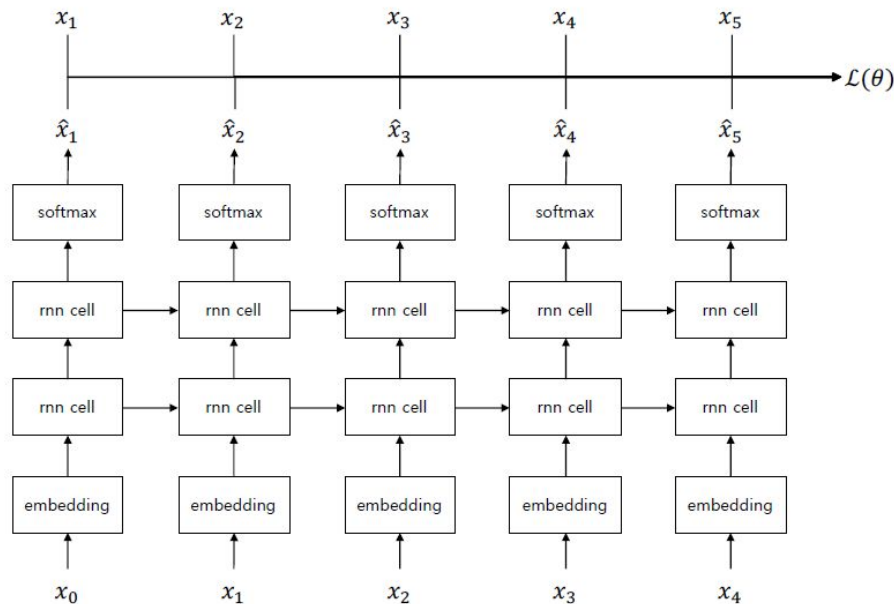 x₁ x₂ x₃ x₄ x₅
ℒ(θ)
x̂₁ x̂₂ x̂₃ x̂₄ x̂₅
softmax softmax softmax softmax softmax
rnn cell rnn cell rnn cell rnn cell rnn cell
rnn cell rnn cell rnn cell rnn cell rnn cell
embedding embedding embedding embedding embedding
x₀ x₁ x₂ x₃ x₄